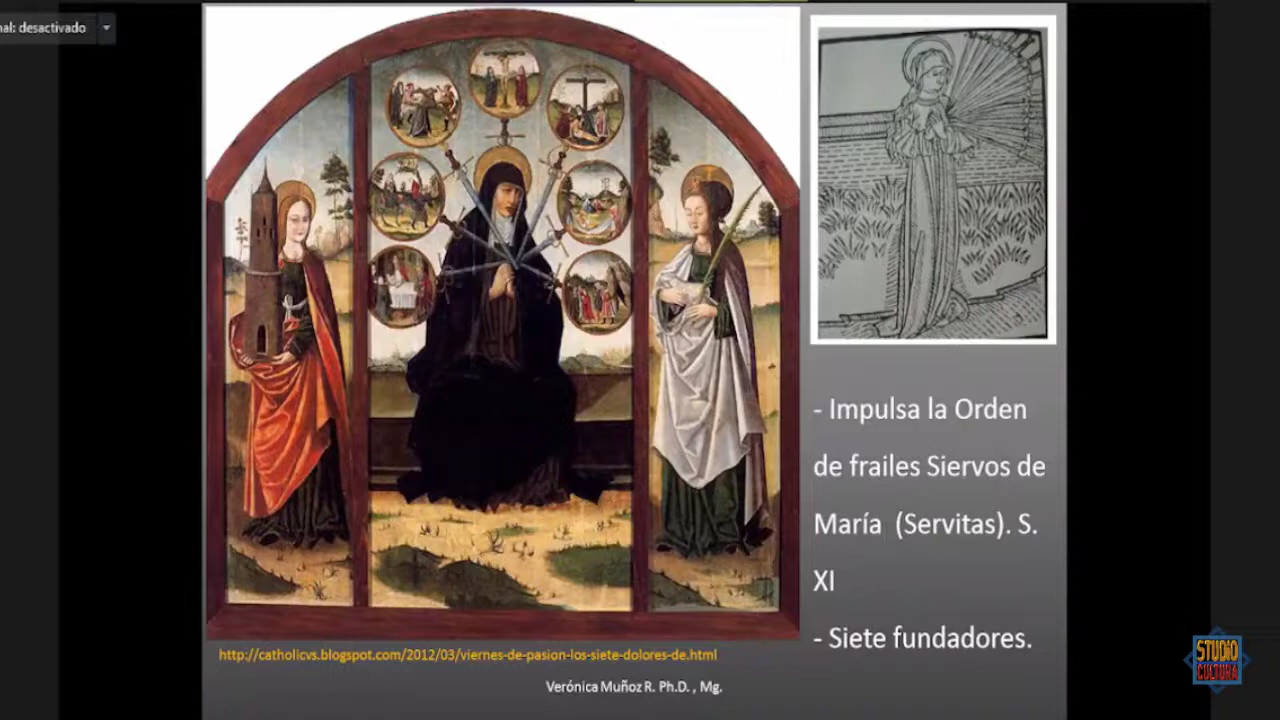 nal: desactivado
- Impulsa la Orden
de frailes Siervos de
María (Servitas). S.
XI
- Siete fundadores.
http://catholicvs.blogspot.com/2012/03/viernes-de-pasion-los-siete-dolores-de.html
Verónica Muñoz R. Ph.D. , Mg.
STUDIO
CULTURA